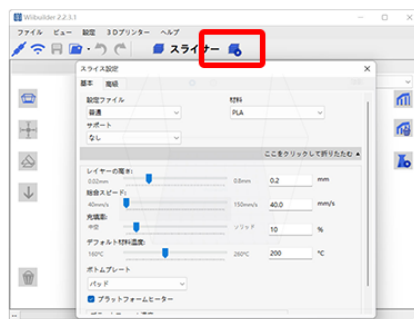 Wiibuilder 2.2.3.1
ファイル ビュー 設定 3Dプリンター ヘルプ
スライサー
スライス設定
基本 高級
設定ファイル 材料
普通 PLA
サポート
なし
ここをクリックして折りたたむ
レイヤーの高さ:
0.02mm 0.8mm 0.2 mm
総合スピード:
40mm/s 150mm/s 40.0 mm/s
充填率:
中空 ソリッド 10 %
デフォルト材料温度:
160℃ 260℃ 200 ℃
ボトムプレート
パッド
プラットフォームヒーター